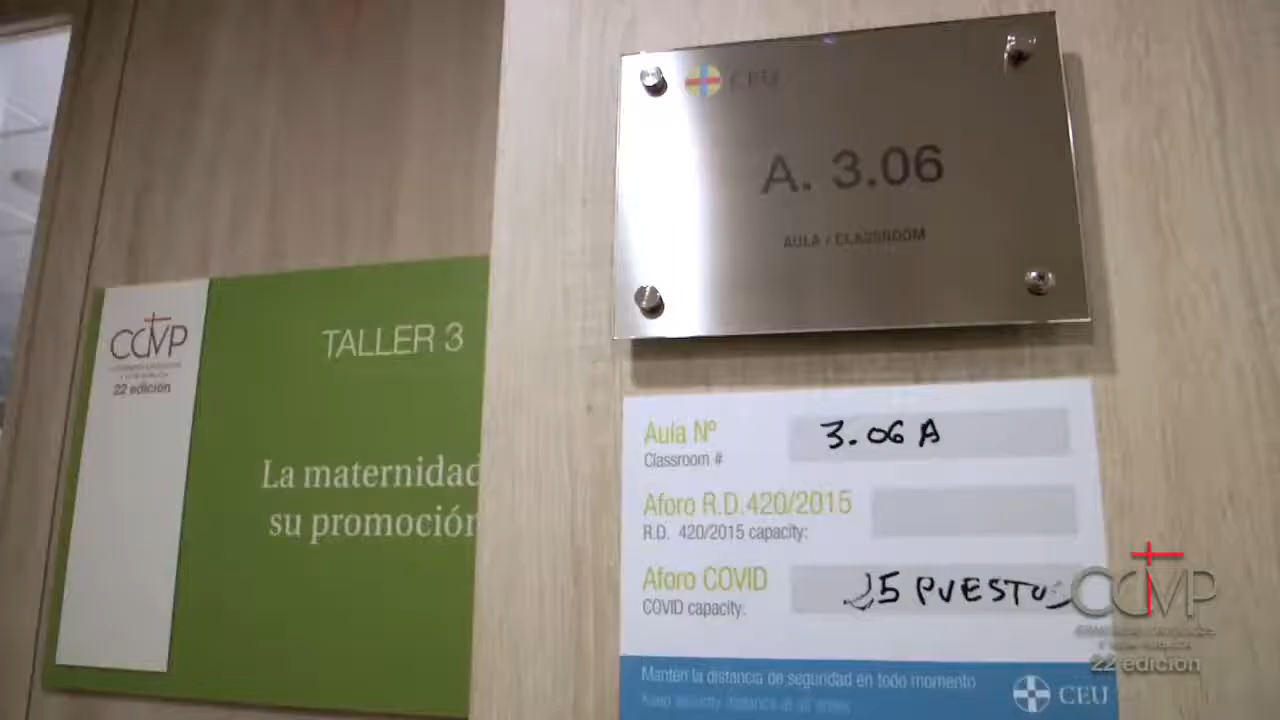 CCVP
22 edición
TALLER 3
La maternidad
su promoción
CEU
A. 3.06
AULA / CLASSROOM
Aula Nº
3.06 A
Classroom #
Aforo R.D.420/2015
R.D. 420/2015 capacity:
Aforo COVID
25 PUESTOS
COVID capacity:
Mantén la distancia de seguridad en todo momento
CEU
CCVP
22 edición